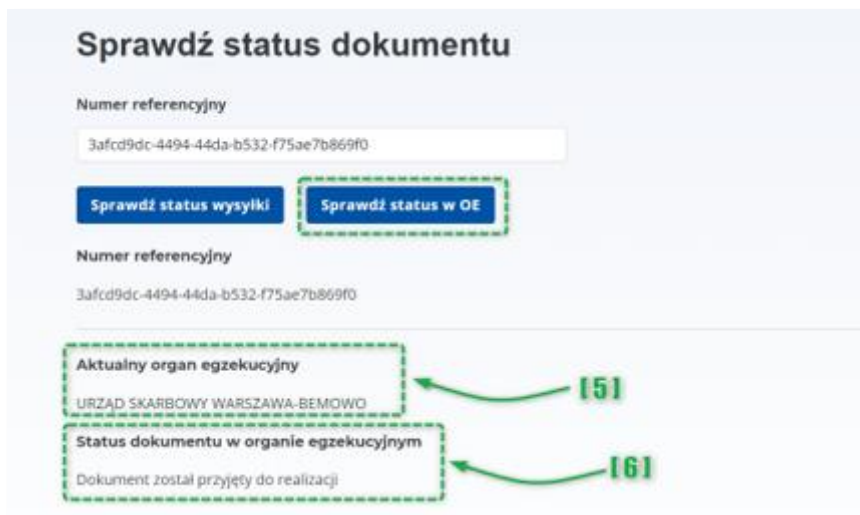 Sprawdź status dokumentu
Numer referencyjny
3afcd9dc-4494-44da-b532-f75ae7b869f0
Sprawdź status wysyłki
Sprawdź status w OE
Numer referencyjny
3afcd9dc-4494-44da-b532-f75ae7b869f0
Aktualny organ egzekucyjny
[5]
URZĄD SKARBOWY WARSZAWA-BEMOWO
Status dokumentu w organie egzekucyjnym
[6]
Dokument został przyjęty do realizacji